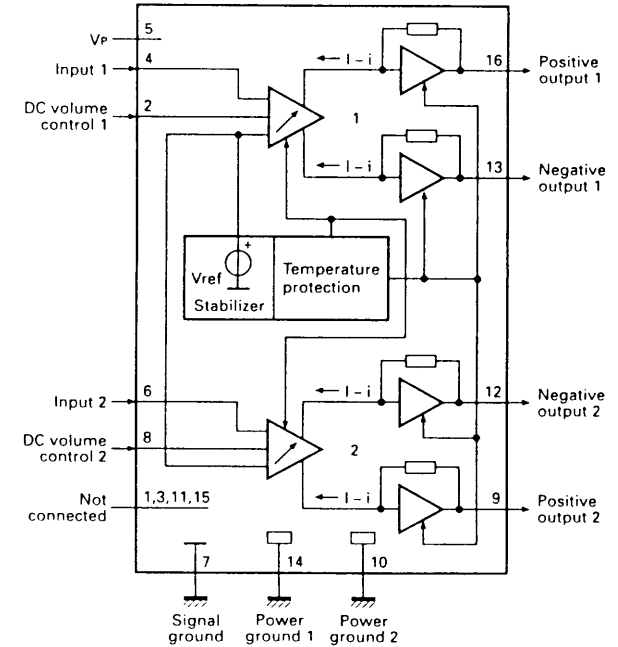 5
VP
4
Input 1
16
Positive
output 1
I-i
2
DC volume
control 1
1
I-i
13
Negative
output 1
+
Vref
Stabilizer
Temperature
protection
6
Input 2
I-i
12
Negative
output 2
8
DC volume
control 2
2
Not
connected
1,3,11,15
I-i
9
Positive
output 2
7
14
10
Signal
ground
Power
ground 1
Power
ground 2